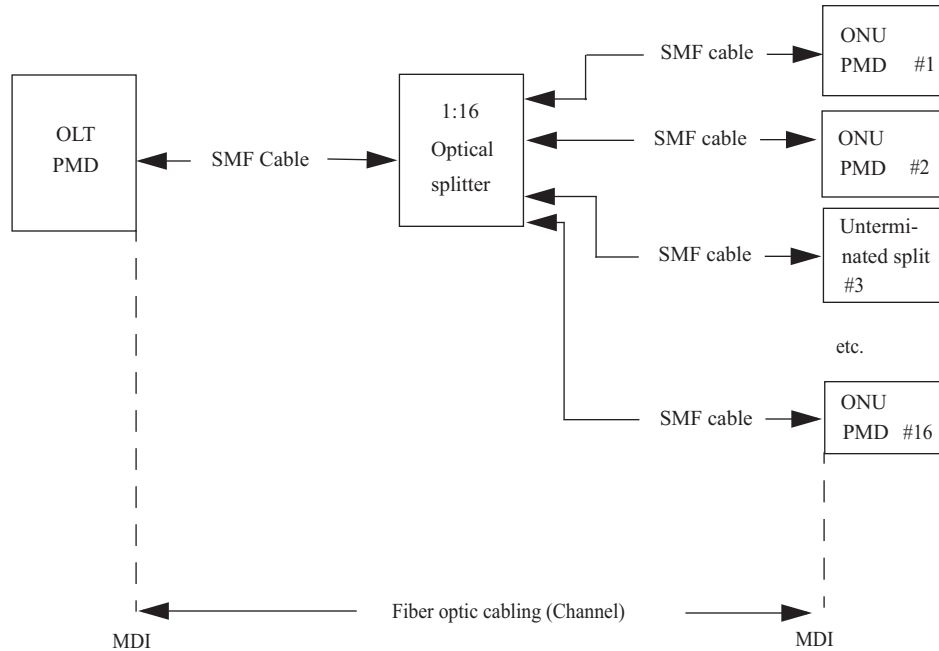 OLT
PMD
SMF Cable
1:16
Optical
splitter
SMF cable
ONU
PMD #1
SMF cable
ONU
PMD #2
SMF cable
Untermi-
nated split
#3
etc.
SMF cable
ONU
PMD #16
Fiber optic cabling (Channel)
MDI
MDI